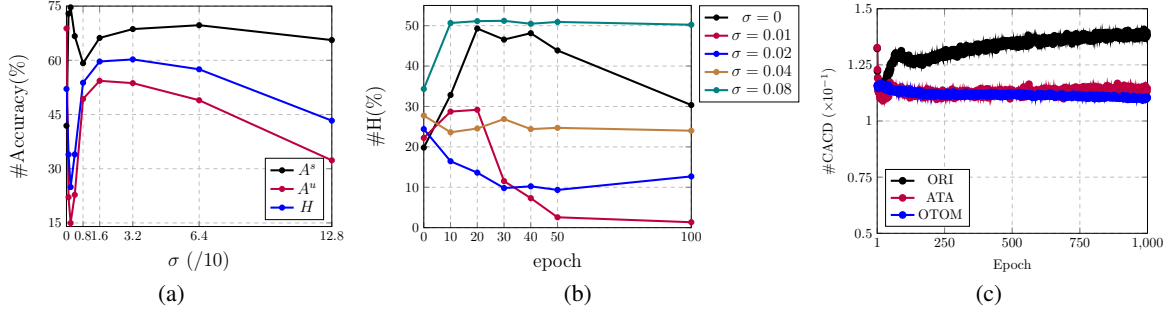 75
60
45
30
15
#Accuracy(%)
0 0.8 1.6 3.2 6.4 12.8
σ (/10)
A^s
A^u
H
(a)
50
40
30
20
10
0
#H(%)
0 10 20 30 40 50 100
epoch
σ = 0
σ = 0.01
σ = 0.02
σ = 0.04
σ = 0.08
(b)
1.5
1.25
1
0.75
0.5
#CACD (×10^−1)
1 250 500 750 1,000
Epoch
ORI
ATA
OTOM
(c)